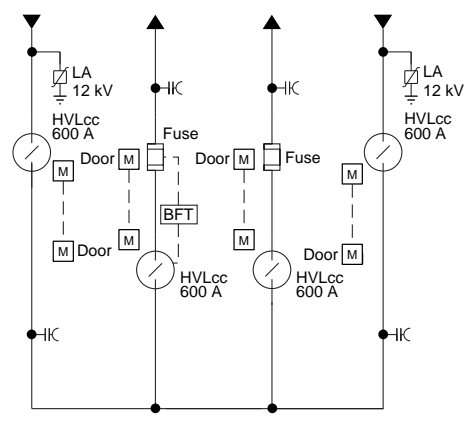 LA
12 kV
HVLcc
600 A
M
M Door
Door M
M
Fuse
BFT
HVLcc
600 A
Door M
M
Fuse
HVLcc
600 A
LA
12 kV
HVLcc
600 A
M
Door M